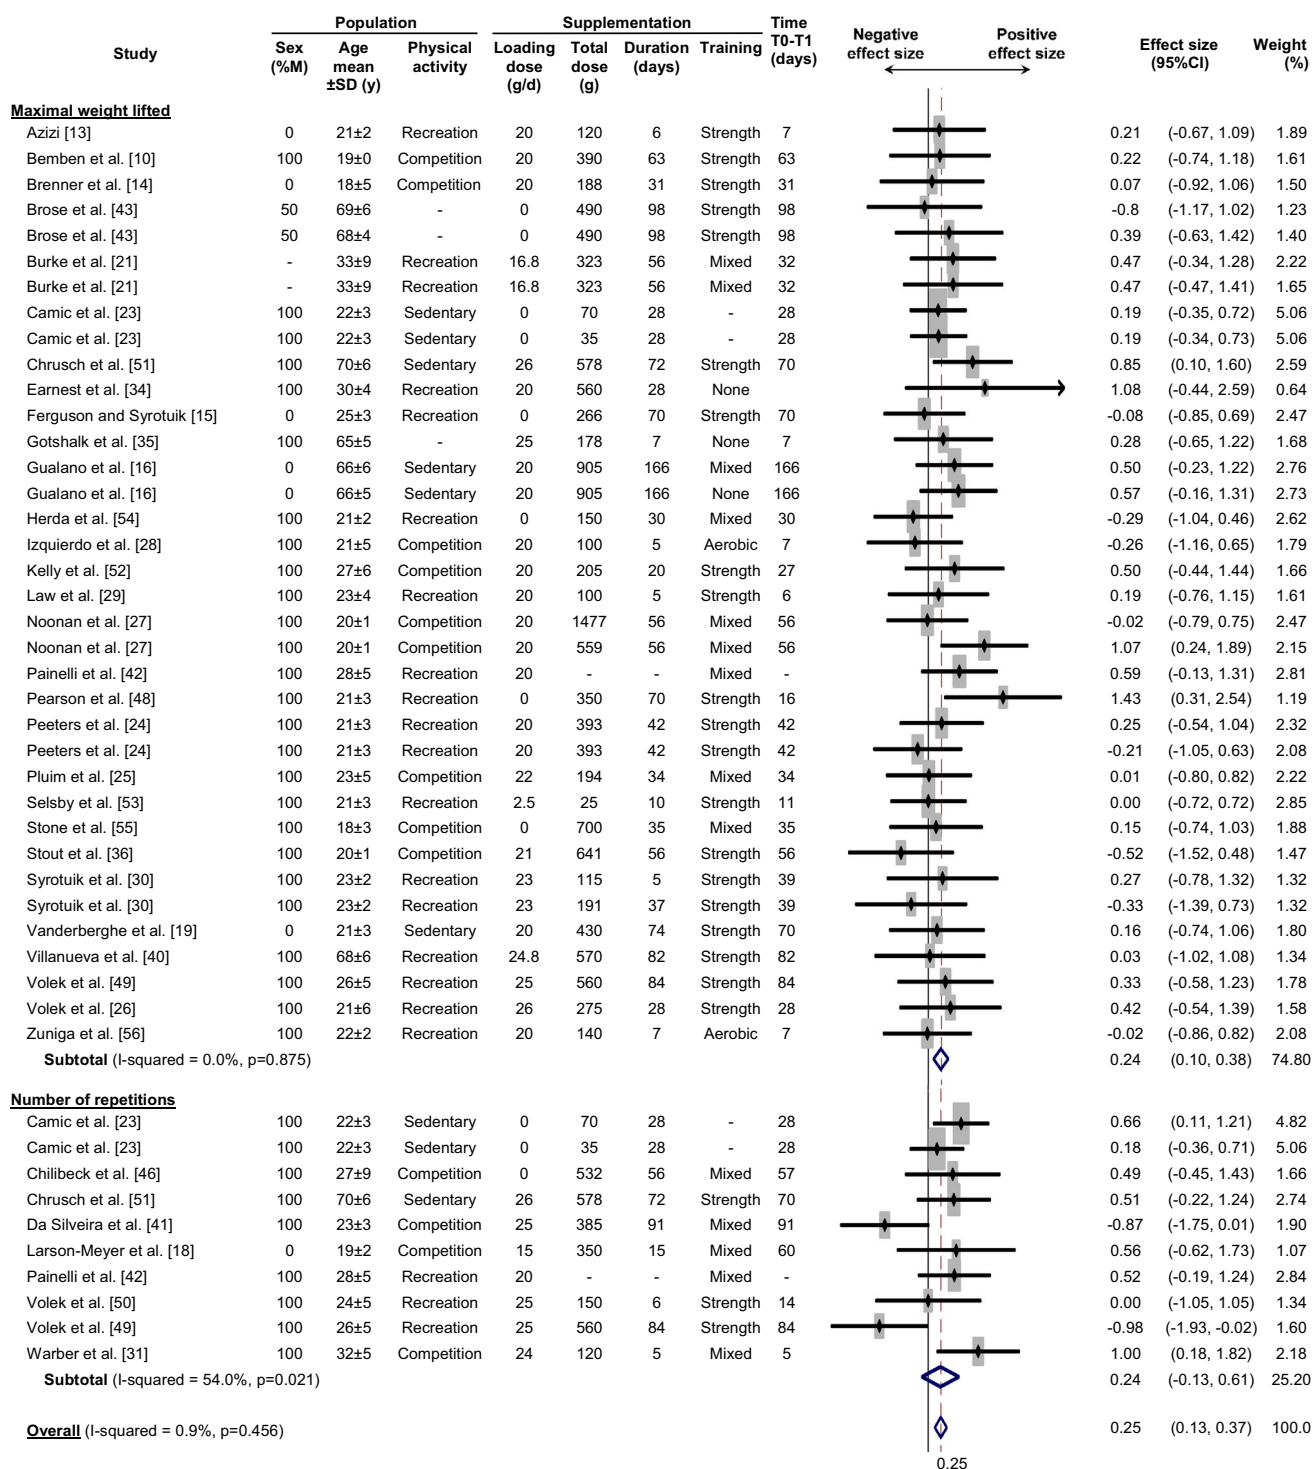 Population Supplementation Time T0-T1 (days) Negative effect size Positive effect size
Study Sex (%M) Age mean ±SD (y) Physical activity Loading dose (g/d) Total dose (g) Duration (days) Training Effect size (95%CI) Weight (%)
Maximal weight lifted
Azizi [13] 0 21±2 Recreation 20 120 6 Strength 7 0.21 (-0.67, 1.09) 1.89
Bemben et al. [10] 100 19±0 Competition 20 390 63 Strength 63 0.22 (-0.74, 1.18) 1.61
Brenner et al. [14] 0 18±5 Competition 20 188 31 Strength 31 0.07 (-0.92, 1.06) 1.50
Brose et al. [43] 50 69±6 - 0 490 98 Strength 98 -0.8 (-1.17, 1.02) 1.23
Brose et al. [43] 50 68±4 - 0 490 98 Strength 98 0.39 (-0.63, 1.42) 1.40
Burke et al. [21] - 33±9 Recreation 16.8 323 56 Mixed 32 0.47 (-0.34, 1.28) 2.22
Burke et al. [21] - 33±9 Recreation 16.8 323 56 Mixed 32 0.47 (-0.47, 1.41) 1.65
Camic et al. [23] 100 22±3 Sedentary 0 70 28 - 28 0.19 (-0.35, 0.72) 5.06
Camic et al. [23] 100 22±3 Sedentary 0 35 28 - 28 0.19 (-0.34, 0.73) 5.06
Chrusch et al. [51] 100 70±6 Sedentary 26 578 72 Strength 70 0.85 (0.10, 1.60) 2.59
Earnest et al. [34] 100 30±4 Recreation 20 560 28 None 1.08 (-0.44, 2.59) 0.64
Ferguson and Syrotuik [15] 0 25±3 Recreation 0 266 70 Strength 70 -0.08 (-0.85, 0.69) 2.47
Gotshalk et al. [35] 100 65±5 - 25 178 7 None 7 0.28 (-0.65, 1.22) 1.68
Gualano et al. [16] 0 66±6 Sedentary 20 905 166 Mixed 166 0.50 (-0.23, 1.22) 2.76
Gualano et al. [16] 0 66±5 Sedentary 20 905 166 None 166 0.57 (-0.16, 1.31) 2.73
Herda et al. [54] 100 21±2 Recreation 0 150 30 Mixed 30 -0.29 (-1.04, 0.46) 2.62
Izquierdo et al. [28] 100 21±5 Competition 20 100 5 Aerobic 7 -0.26 (-1.16, 0.65) 1.79
Kelly et al. [52] 100 27±6 Competition 20 205 20 Strength 27 0.50 (-0.44, 1.44) 1.66
Law et al. [29] 100 23±4 Recreation 20 100 5 Strength 6 0.19 (-0.76, 1.15) 1.61
Noonan et al. [27] 100 20±1 Competition 20 1477 56 Mixed 56 -0.02 (-0.79, 0.75) 2.47
Noonan et al. [27] 100 20±1 Competition 20 559 56 Mixed 56 1.07 (0.24, 1.89) 2.15
Painelli et al. [42] 100 28±5 Recreation 20 - - Mixed - 0.59 (-0.13, 1.31) 2.81
Pearson et al. [48] 100 21±3 Recreation 0 350 70 Strength 16 1.43 (0.31, 2.54) 1.19
Peeters et al. [24] 100 21±3 Recreation 20 393 42 Strength 42 0.25 (-0.54, 1.04) 2.32
Peeters et al. [24] 100 21±3 Recreation 20 393 42 Strength 42 -0.21 (-1.05, 0.63) 2.08
Pluim et al. [25] 100 23±5 Competition 22 194 34 Mixed 34 0.01 (-0.80, 0.82) 2.22
Selsby et al. [53] 100 21±3 Recreation 2.5 25 10 Strength 11 0.00 (-0.72, 0.72) 2.85
Stone et al. [55] 100 18±3 Competition 0 700 35 Mixed 35 0.15 (-0.74, 1.03) 1.88
Stout et al. [36] 100 20±1 Competition 21 641 56 Strength 56 -0.52 (-1.52, 0.48) 1.47
Syrotuik et al. [30] 100 23±2 Recreation 23 115 5 Strength 39 0.27 (-0.78, 1.32) 1.32
Syrotuik et al. [30] 100 23±2 Recreation 23 191 37 Strength 39 -0.33 (-1.39, 0.73) 1.32
Vanderberghe et al. [19] 0 21±3 Sedentary 20 430 74 Strength 70 0.16 (-0.74, 1.06) 1.80
Villanueva et al. [40] 100 68±6 Recreation 24.8 570 82 Strength 82 0.03 (-1.02, 1.08) 1.34
Volek et al. [49] 100 26±5 Recreation 25 560 84 Strength 84 0.33 (-0.58, 1.23) 1.78
Volek et al. [26] 100 21±6 Recreation 26 275 28 Strength 28 0.42 (-0.54, 1.39) 1.58
Zuniga et al. [56] 100 22±2 Recreation 20 140 7 Aerobic 7 -0.02 (-0.86, 0.82) 2.08
Subtotal (I-squared = 0.0%, p=0.875) 0.24 (0.10, 0.38) 74.80
Number of repetitions
Camic et al. [23] 100 22±3 Sedentary 0 70 28 - 28 0.66 (0.11, 1.21) 4.82
Camic et al. [23] 100 22±3 Sedentary 0 35 28 - 28 0.18 (-0.36, 0.71) 5.06
Chilibeck et al. [46] 100 27±9 Competition 0 532 56 Mixed 57 0.49 (-0.45, 1.43) 1.66
Chrusch et al. [51] 100 70±6 Sedentary 26 578 72 Strength 70 0.51 (-0.22, 1.24) 2.74
Da Silveira et al. [41] 100 23±3 Competition 25 385 91 Mixed 91 -0.87 (-1.75, 0.01) 1.90
Larson-Meyer et al. [18] 0 19±2 Competition 15 350 15 Mixed 60 0.56 (-0.62, 1.73) 1.07
Painelli et al. [42] 100 28±5 Recreation 20 - - Mixed - 0.52 (-0.19, 1.24) 2.84
Volek et al. [50] 100 24±5 Recreation 25 150 6 Strength 14 0.00 (-1.05, 1.05) 1.34
Volek et al. [49] 100 26±5 Recreation 25 560 84 Strength 84 -0.98 (-1.93, -0.02) 1.60
Warber et al. [31] 100 32±5 Competition 24 120 5 Mixed 5 1.00 (0.18, 1.82) 2.18
Subtotal (I-squared = 54.0%, p=0.021) 0.24 (-0.13, 0.61) 25.20
Overall (I-squared = 0.9%, p=0.456) 0.25 (0.13, 0.37) 100.0
0.25